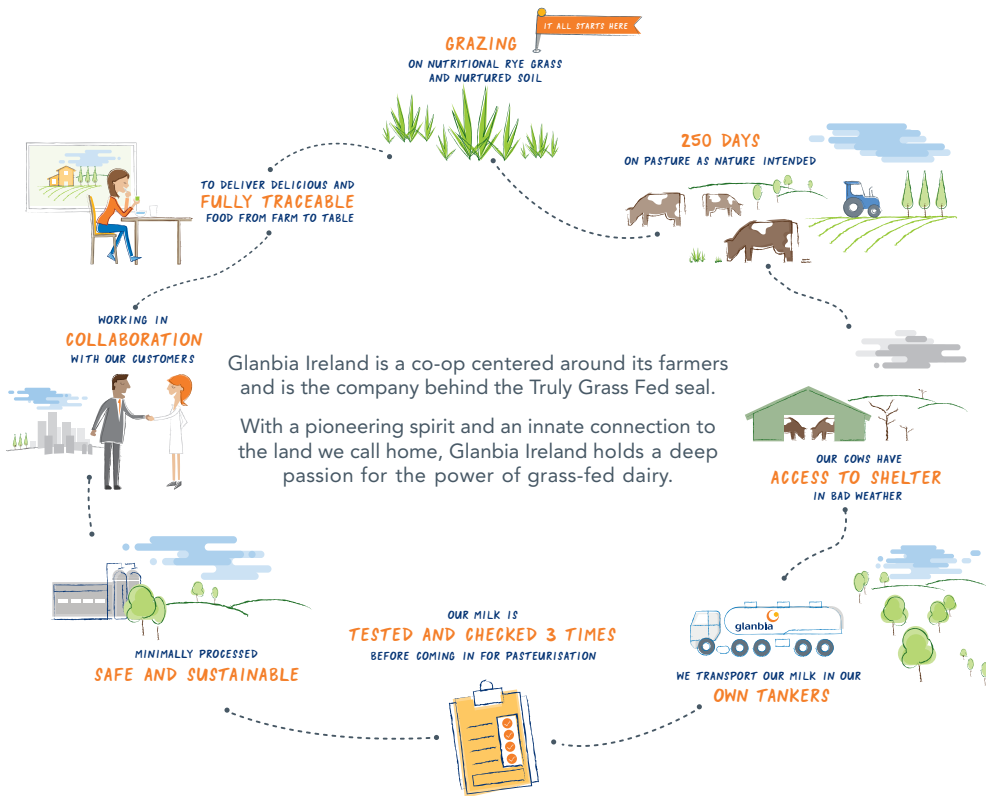 IT ALL STARTS HERE
GRAZING
ON NUTRITIONAL RYE GRASS
AND NURTURED SOIL
250 DAYS
ON PASTURE AS NATURE INTENDED
OUR COWS HAVE
ACCESS TO SHELTER
IN BAD WEATHER
glanbia
WE TRANSPORT OUR MILK IN OUR
OWN TANKERS
OUR MILK IS
TESTED AND CHECKED 3 TIMES
BEFORE COMING IN FOR PASTEURISATION
MINIMALLY PROCESSED
SAFE AND SUSTAINABLE
WORKING IN
COLLABORATION
WITH OUR CUSTOMERS
TO DELIVER DELICIOUS AND
FULLY TRACEABLE
FOOD FROM FARM TO TABLE
Glanbia Ireland is a co-op centered around its farmers
and is the company behind the Truly Grass Fed seal.
With a pioneering spirit and an innate connection to
the land we call home, Glanbia Ireland holds a deep
passion for the power of grass-fed dairy.